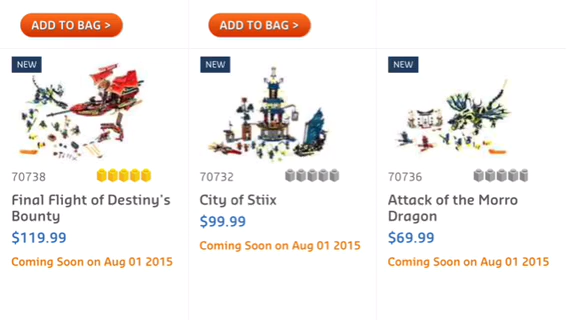 ADD TO BAG >
ADD TO BAG >
NEW
NEW
NEW
70738
70732
70736
Final Flight of Destiny's
Bounty
City of Stiix
Attack of the Morro
Dragon
$119.99
$99.99
$69.99
Coming Soon on Aug 01 2015
Coming Soon on Aug 01 2015
Coming Soon on Aug 01 2015